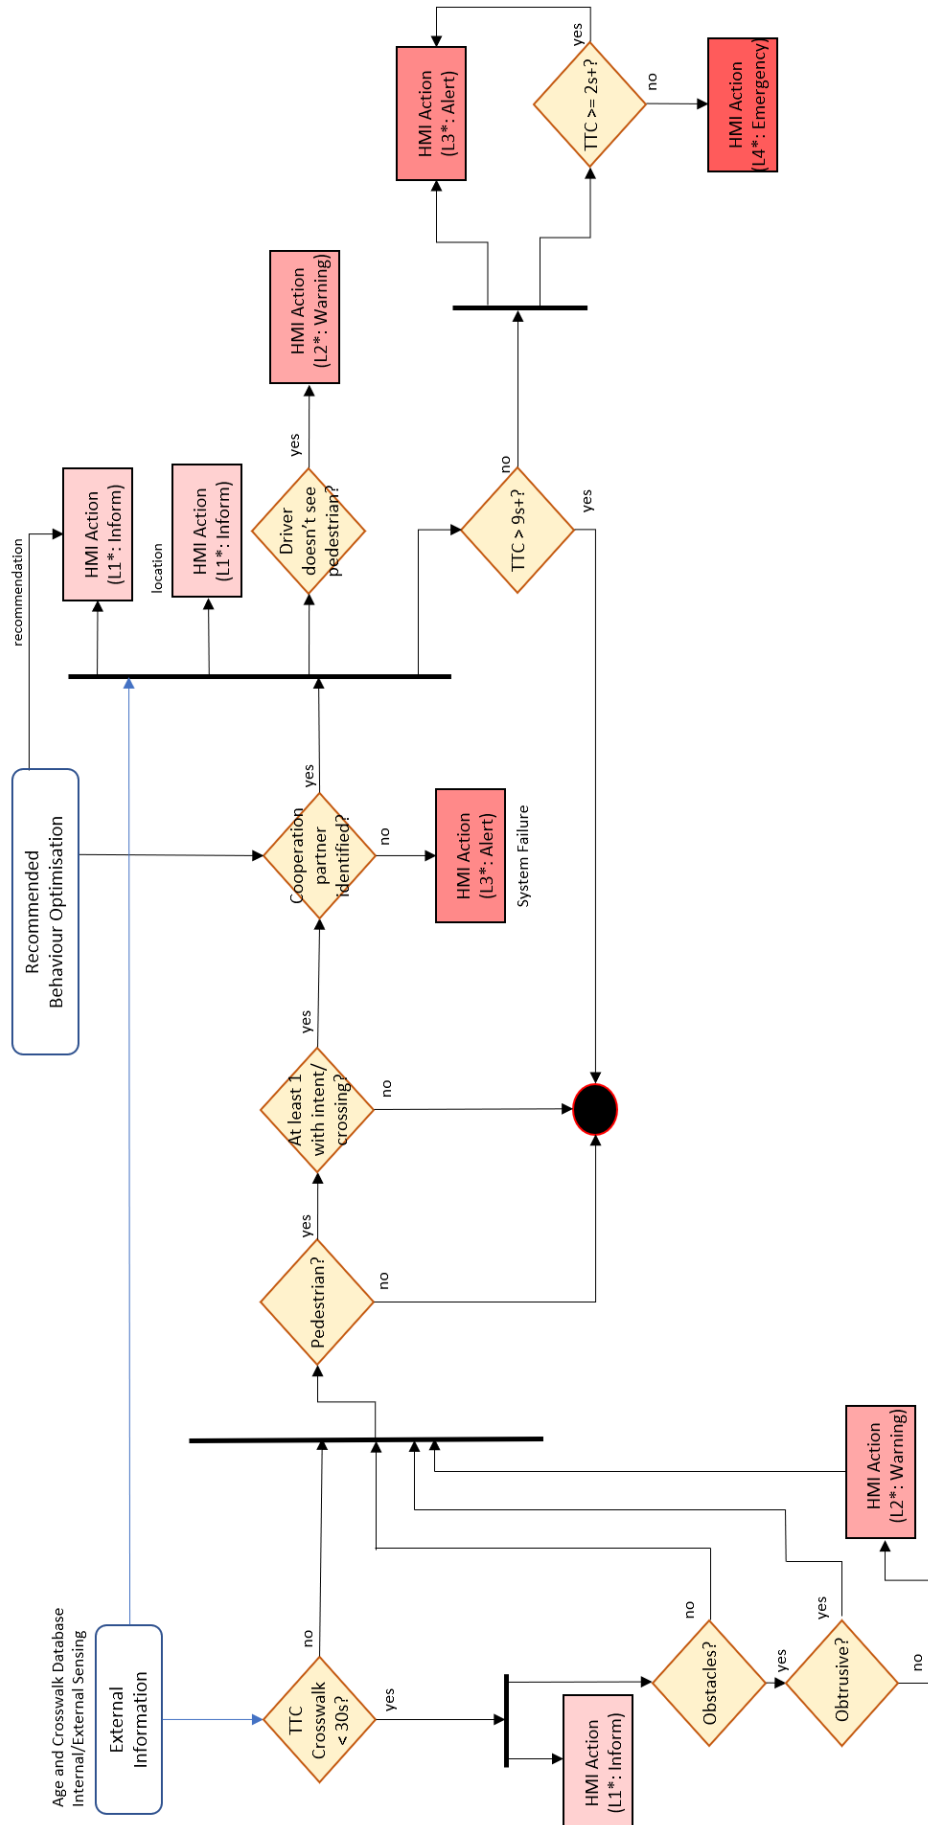 Age and Crosswalk Database
Internal/External Sensing
External
Information
TTC
Crosswalk
< 30s?
no
yes
HMI Action
(L1*: Inform)
Obstacles?
no
yes
Obtrusive?
yes
no
HMI Action
(L2*: Warning)
Pedestrian?
yes
no
At least 1
with intent/
crossing?
yes
no
Recommended
Behaviour Optimisation
recommendation
Cooperation
partner
identified?
yes
no
HMI Action
(L3*: Alert)
System Failure
HMI Action
(L1*: Inform)
location
HMI Action
(L1*: Inform)
Driver
doesn't see
pedestrian?
yes
HMI Action
(L2*: Warning)
TTC > 9s+?
no
yes
HMI Action
(L3*: Alert)
TTC >= 2s+?
yes
no
HMI Action
(L4*: Emergency)